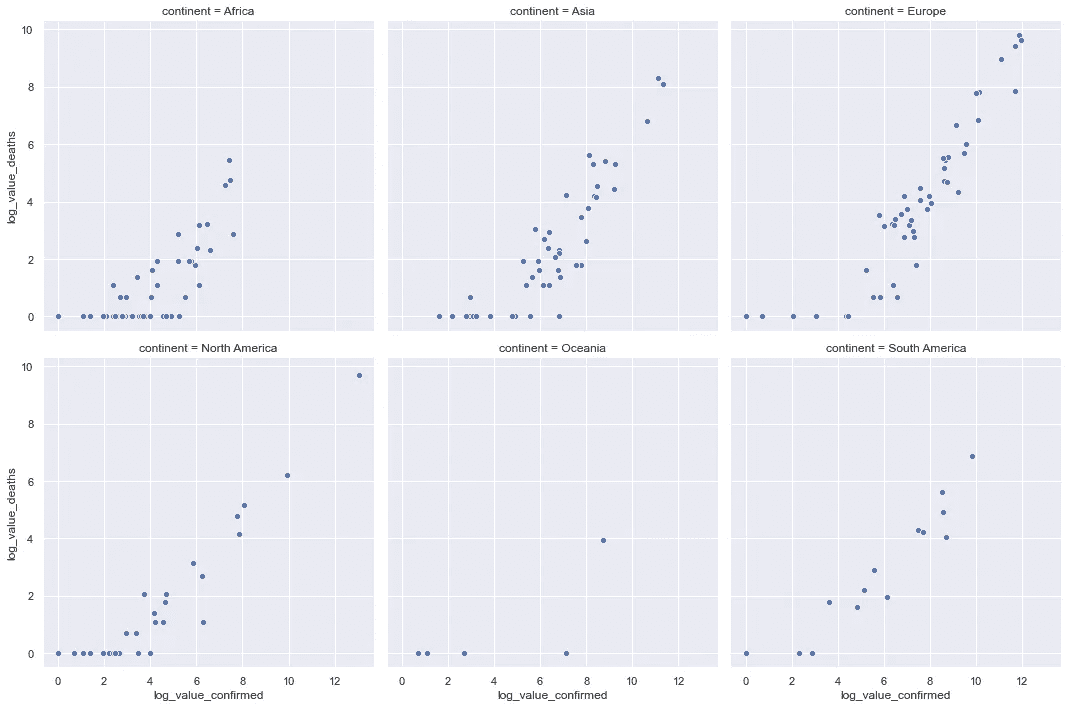 continent = Africa
continent = Asia
continent = Europe
log_value_deaths
10
8
6
4
2
0
continent = North America
continent = Oceania
continent = South America
log_value_deaths
10
8
6
4
2
0
0 2 4 6 8 10 12
0 2 4 6 8 10 12
0 2 4 6 8 10 12
log_value_confirmed
log_value_confirmed
log_value_confirmed